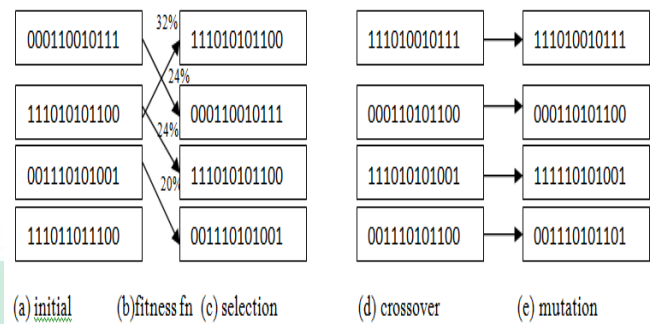 32%
000110010111 111010101100 111010010111 111010010111
24%
111010101100 000110010111 000110101100 000110101100
24%
001110101001 111010101100 111010101001 111110101001
20%
111011011100 001110101001 001110101100 001110101101
(a) initial (b)fitness fn (c) selection (d) crossover (e) mutation